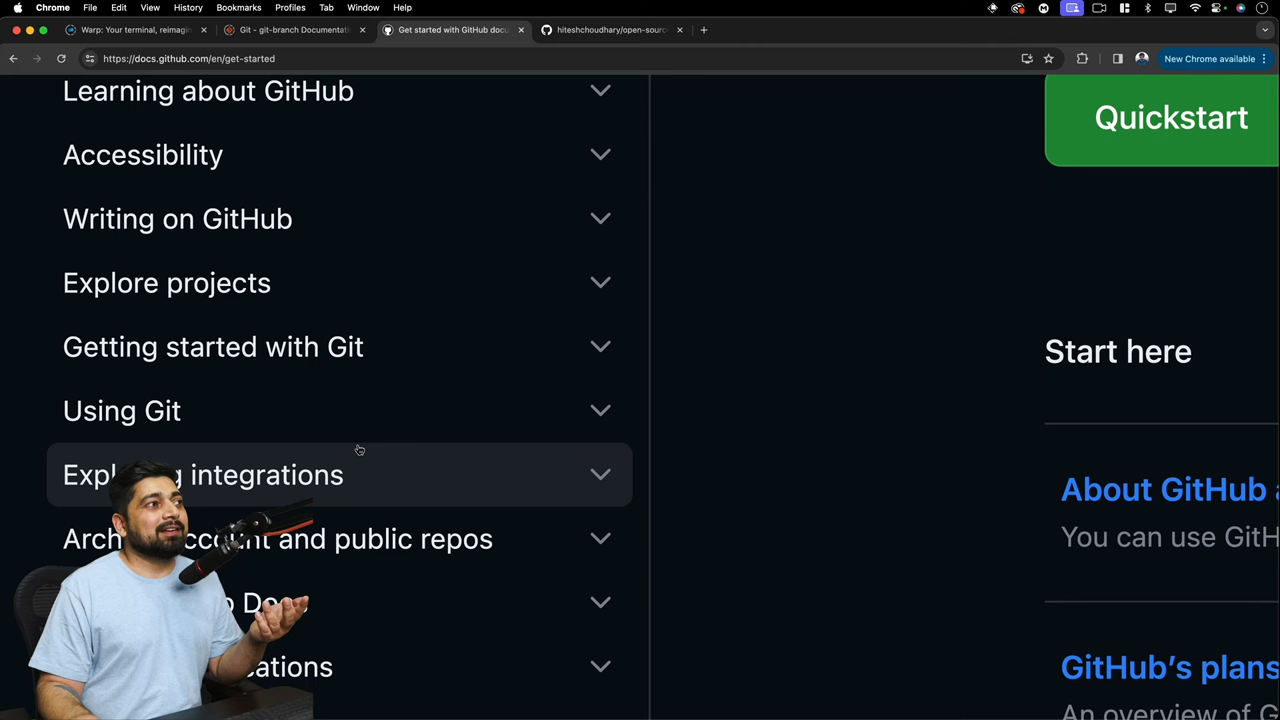 Chrome File Edit View History Bookmarks Profiles Tab Window Help
Warp: Your terminal, reimagin
Git - git-branch Documentati
Get started with GitHub docu
hiteshchoudhary/open-sourc
https://docs.github.com/en/get-started
New Chrome available
Learning about GitHub
Accessibility
Writing on GitHub
Explore projects
Getting started with Git
Using Git
integrations
and public repos
Quickstart
Start here
About GitHub
You can use GitH
GitHub's plans
An overview of G